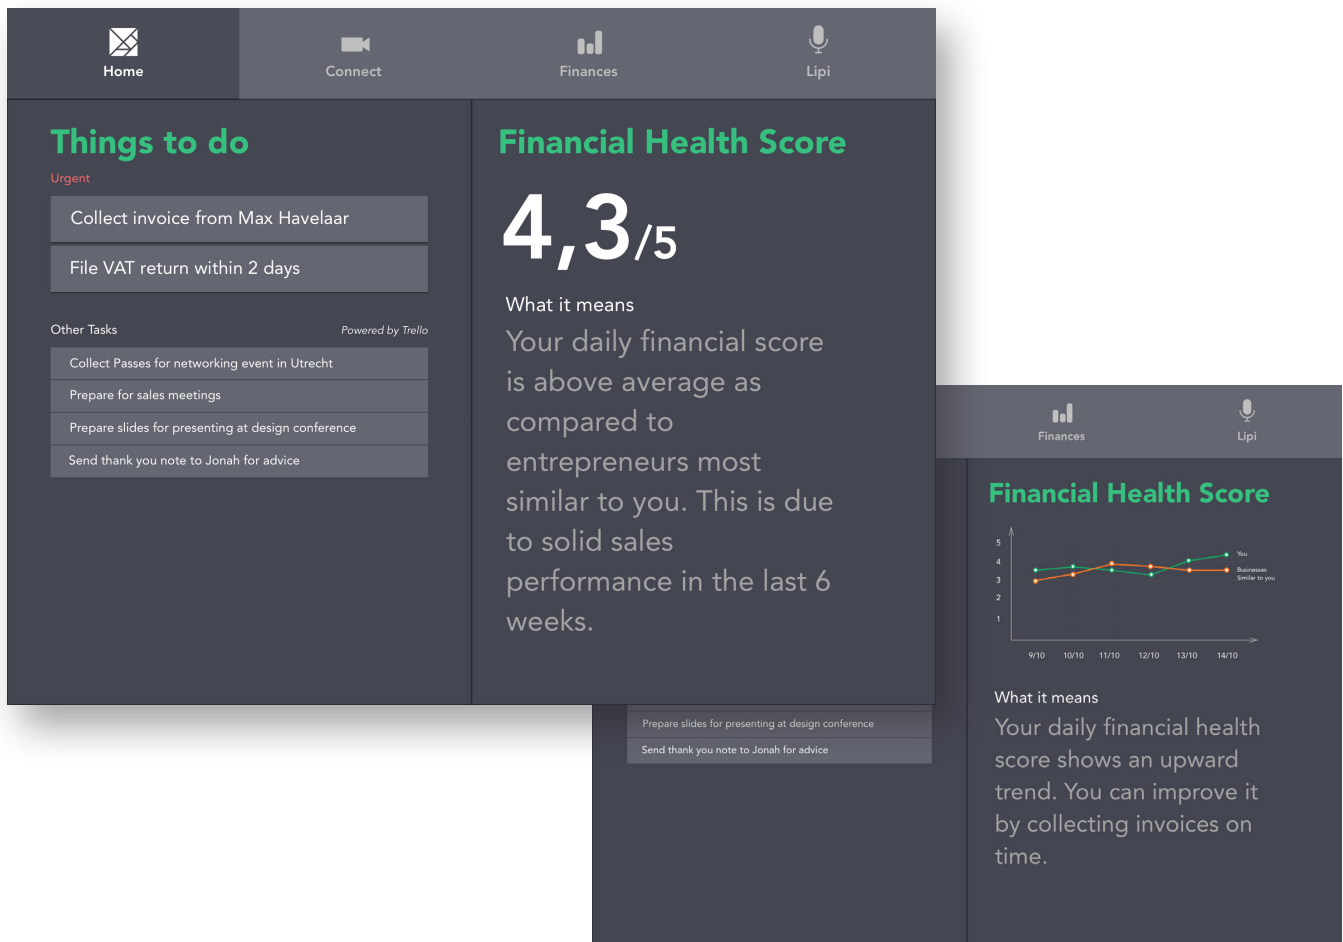 Home
Connect
Finances
Lipi
Things to do
Urgent
Collect invoice from Max Havelaar
File VAT return within 2 days
Other Tasks
Powered by Trello
Collect Passes for networking event in Utrecht
Prepare for sales meetings
Prepare slides for presenting at design conference
Send thank you note to Jonah for advice
Financial Health Score
4,3/5
What it means
Your daily financial score
is above average as
compared to
entrepreneurs most
similar to you. This is due
to solid sales
performance in the last 6
weeks.
Finances
Lipi
Prepare slides for presenting at design conference
Send thank you note to Jonah for advice
Financial Health Score
5
4
3
2
1
You
Businesses
Similar to you
9/10
10/10
11/10
12/10
13/10
14/10
What it means
Your daily financial health
score shows an upward
trend. You can improve it
by collecting invoices on
time.